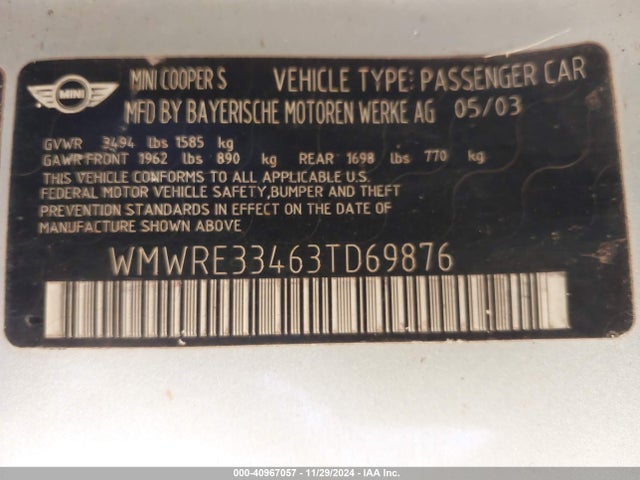 MINI
MINI COOPER S VEHICLE TYPE: PASSENGER CAR
MFD BY BAYERISCHE MOTOREN WERKE AG 05/03
GVWR 3494 lbs 1585 kg
GAWR FRONT 1962 lbs 890 kg REAR 1698 lbs 770 kg
THIS VEHICLE CONFORMS TO ALL APPLICABLE U.S.
FEDERAL MOTOR VEHICLE SAFETY,BUMPER AND THEFT
PREVENTION STANDARDS IN EFFECT ON THE DATE OF
MANUFACTURE SHOWN ABOVE.
WMWRE33463TD69876
000-40967057 - 11/29/2024 - IAA Inc.